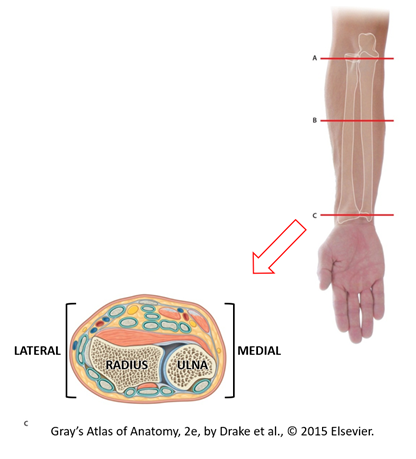 A
B
C
LATERAL
RADIUS
ULNA
MEDIAL
C
Gray's Atlas of Anatomy, 2e, by Drake et al., © 2015 Elsevier.